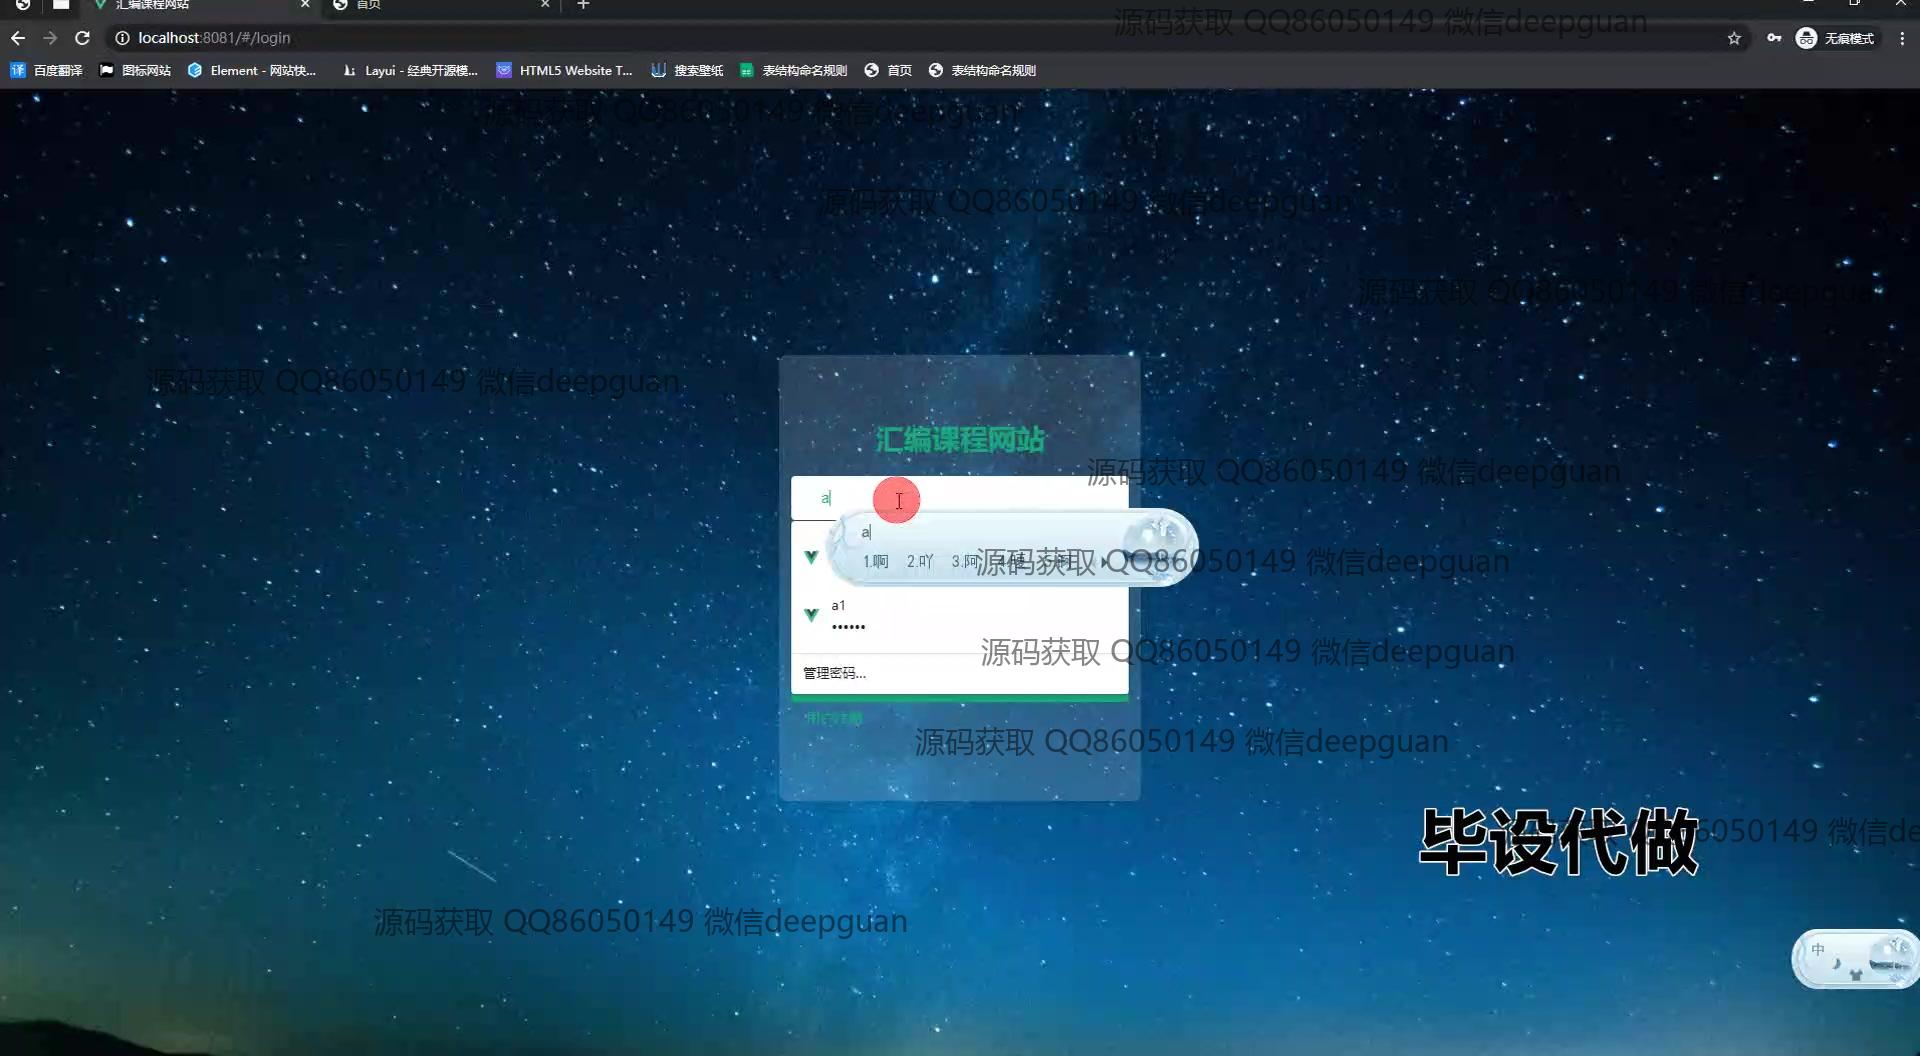 汇编课程网站
首页
源码获取 QQ86050149 微信deepguan
localhost:8081/#/login
无痕模式
百度翻译
图标网站
Element - 网站快...
Layui - 经典开源模...
HTML5 Website T...
搜索壁纸
表结构命名规则
首页
表结构命名规则
源码获取 QQ86050149 微信deepguan
源码获取 QQ86050149 微信deepguan
源码获取 QQ86050149 微信deepguan
源码获取 QQ86050149 微信deepguan
汇编课程网站
源码获取 QQ86050149 微信deepguan
a
a
1.啊 2.吖 3.阿
源码获取 QQ86050149 微信deepguan
a1
••••••
源码获取 QQ86050149 微信deepguan
管理密码...
源码获取 QQ86050149 微信deepguan
毕设代做
6050149 微信de
源码获取 QQ86050149 微信deepguan
中